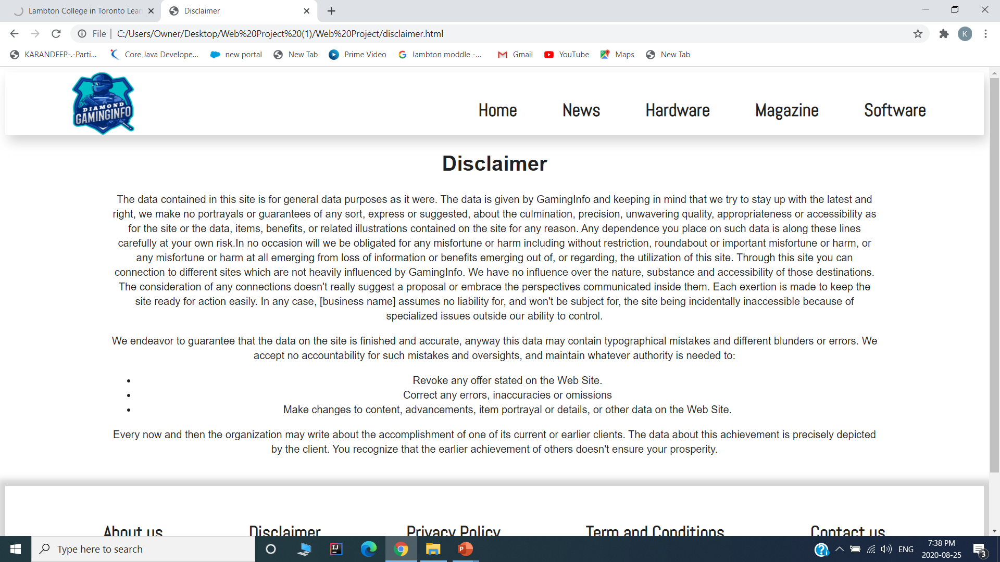 Lambton College in Toronto Lear
Disclaimer
File
C:/Users/Owner/Desktop/Web%20Project%20(1)/Web%20Project/disclaimer.html
K
KARANDEEP-.-Parti...
Core Java Develope...
new portal
New Tab
Prime Video
lambton moddle -...
Gmail
YouTube
Maps
New Tab
DIAMOND
GAMINGINFO
Home
News
Hardware
Magazine
Software
Disclaimer
The data contained in this site is for general data purposes as it were. The data is given by GamingInfo and keeping in mind that we try to stay up with the latest and
right, we make no portrayals or guarantees of any sort, express or suggested, about the culmination, precision, unwavering quality, appropriateness or accessibility as
for the site or the data, items, benefits, or related illustrations contained on the site for any reason. Any dependence you place on such data is along these lines
carefully at your own risk.In no occasion will we be obligated for any misfortune or harm including without restriction, roundabout or important misfortune or harm, or
any misfortune or harm at all emerging from loss of information or benefits emerging out of, or regarding, the utilization of this site. Through this site you can
connection to different sites which are not heavily influenced by GamingInfo. We have no influence over the nature, substance and accessibility of those destinations.
The consideration of any connections doesn't really suggest a proposal or embrace the perspectives communicated inside them. Each exertion is made to keep the
site ready for action easily. In any case, [business name] assumes no liability for, and won't be subject for, the site being incidentally inaccessible because of
specialized issues outside our ability to control.
We endeavor to guarantee that the data on the site is finished and accurate, anyway this data may contain typographical mistakes and different blunders or errors. We
accept no accountability for such mistakes and oversights, and maintain whatever authority is needed to:
• Revoke any offer stated on the Web Site.
• Correct any errors, inaccuracies or omissions
• Make changes to content, advancements, item portrayal or details, or other data on the Web Site.
Every now and then the organization may write about the accomplishment of one of its current or earlier clients. The data about this achievement is precisely depicted
by the client. You recognize that the earlier achievement of others doesn't ensure your prosperity.
About us
Disclaimer
Privacy Policy
Term and Conditions
Contact us
Type here to search
IJ
P
ENG
7:38 PM
2020-08-25
3